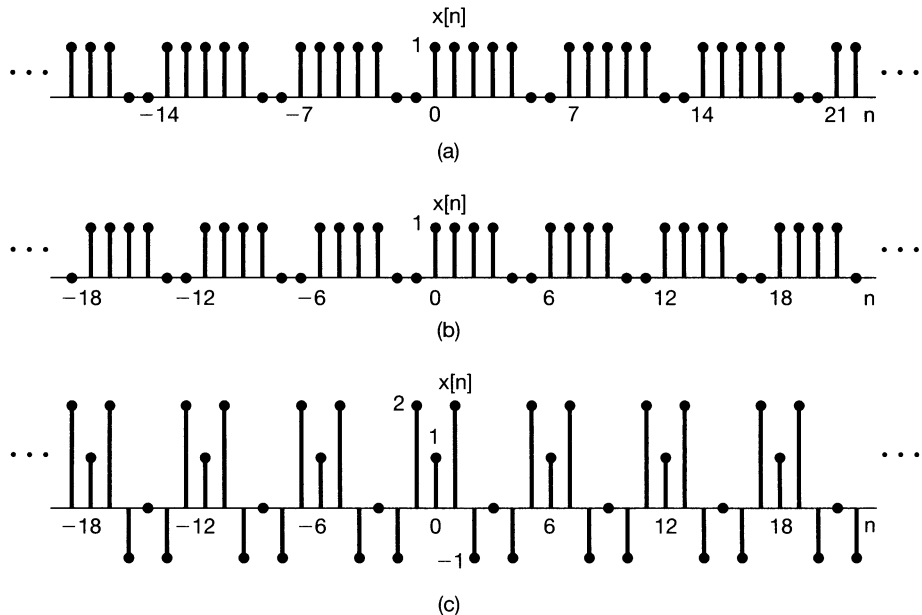 x[n]
1
. . .
. . .
−14
−7
0
7
14
21
n
(a)
x[n]
1
. . .
. . .
−18
−12
−6
0
6
12
18
n
(b)
x[n]
2
1
. . .
. . .
−18
−12
−6
0
6
12
18
n
−1
(c)